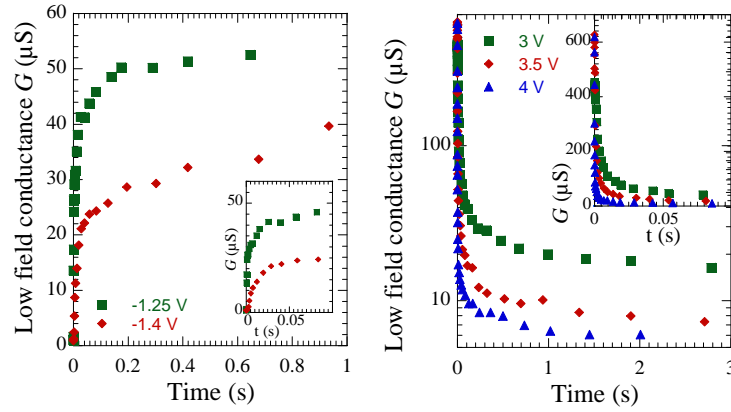 Low field conductance G (µS)
60
50
40
30
20
10
0
0
0.2
0.4
0.6
0.8
1
Time (s)
-1.25 V
-1.4 V
G (µS)
50
0
0
0.05
t (s)
Low field conductance G (µS)
100
10
0
1
2
3
Time (s)
3 V
3.5 V
4 V
G (µS)
600
400
200
0
0
0.05
t (s)